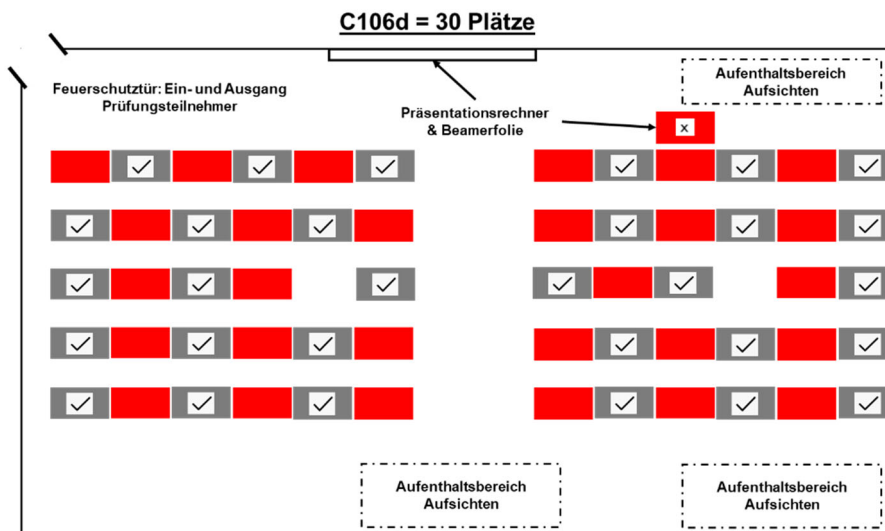 C106d = 30 Plätze
Feuerschutztür: Ein- und Ausgang
Prüfungsteilnehmer
Aufenthaltsbereich
Aufsichten
Präsentationsrechner
& Beamerfolie
x
Aufenthaltsbereich
Aufsichten
Aufenthaltsbereich
Aufsichten